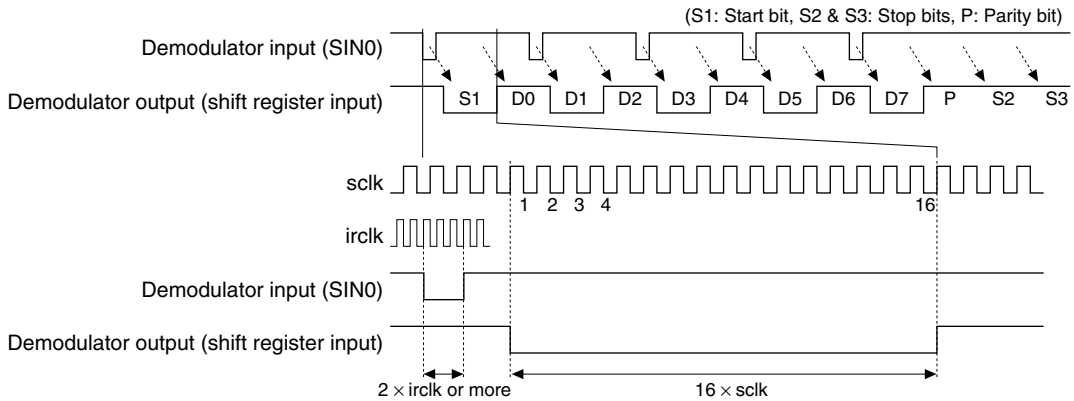 (S1: Start bit, S2 & S3: Stop bits, P: Parity bit)
Demodulator input (SIN0)
Demodulator output (shift register input)
S1 D0 D1 D2 D3 D4 D5 D6 D7 P S2 S3
sclk
1 2 3 4 16
irclk
Demodulator input (SIN0)
Demodulator output (shift register input)
2 × irclk or more 16 × sclk